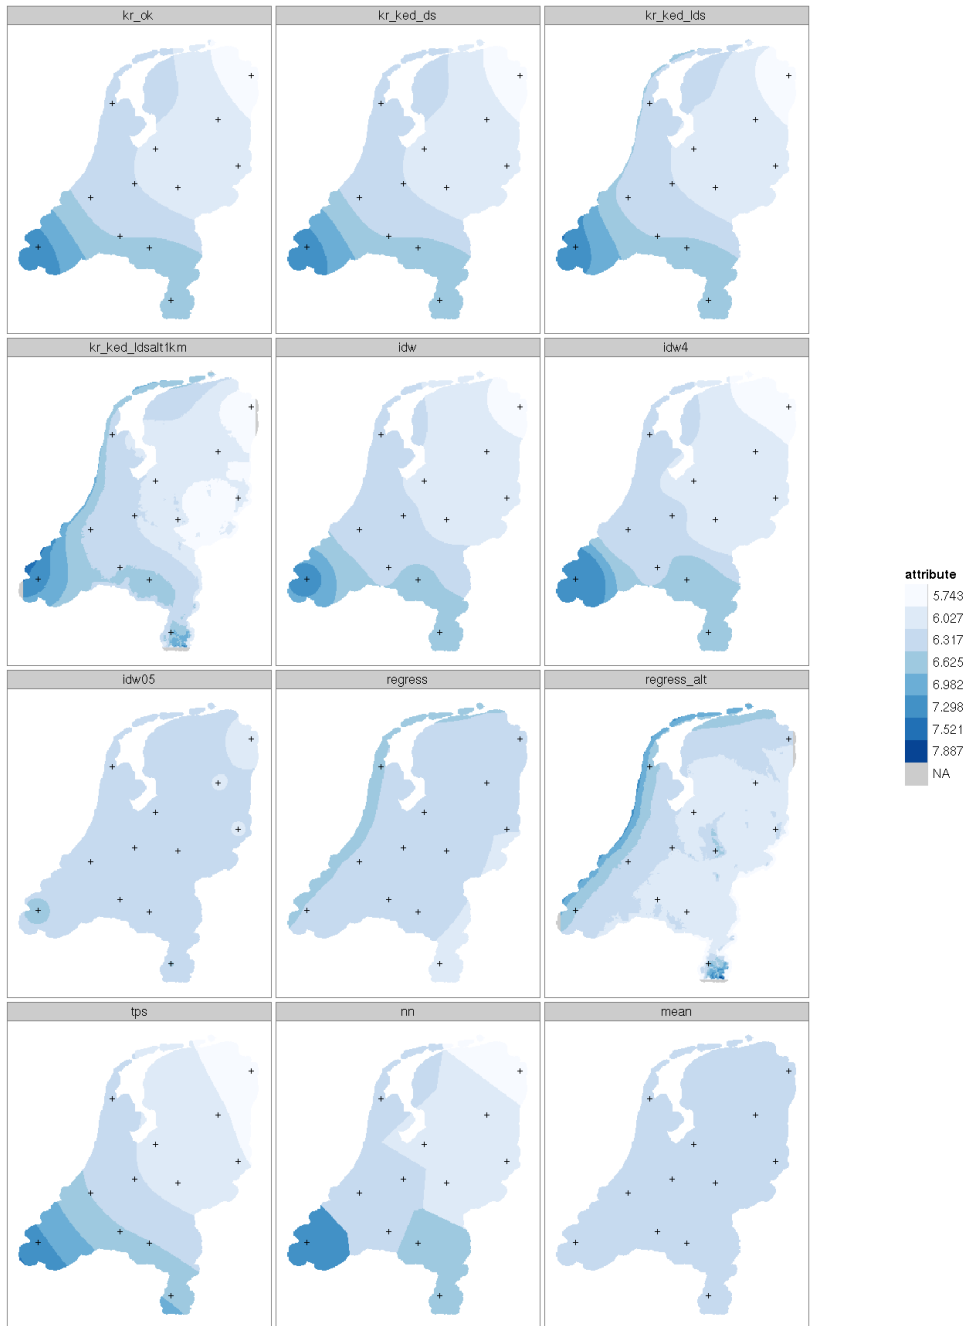 kr_ok
kr_ked_ds
kr_ked_lds
kr_ked_ldsalt1km
idw
idw4
attribute
5.743
6.027
6.317
6.625
6.982
7.298
7.521
7.887
NA
idw05
regress
regress_alt
tps
nn
mean